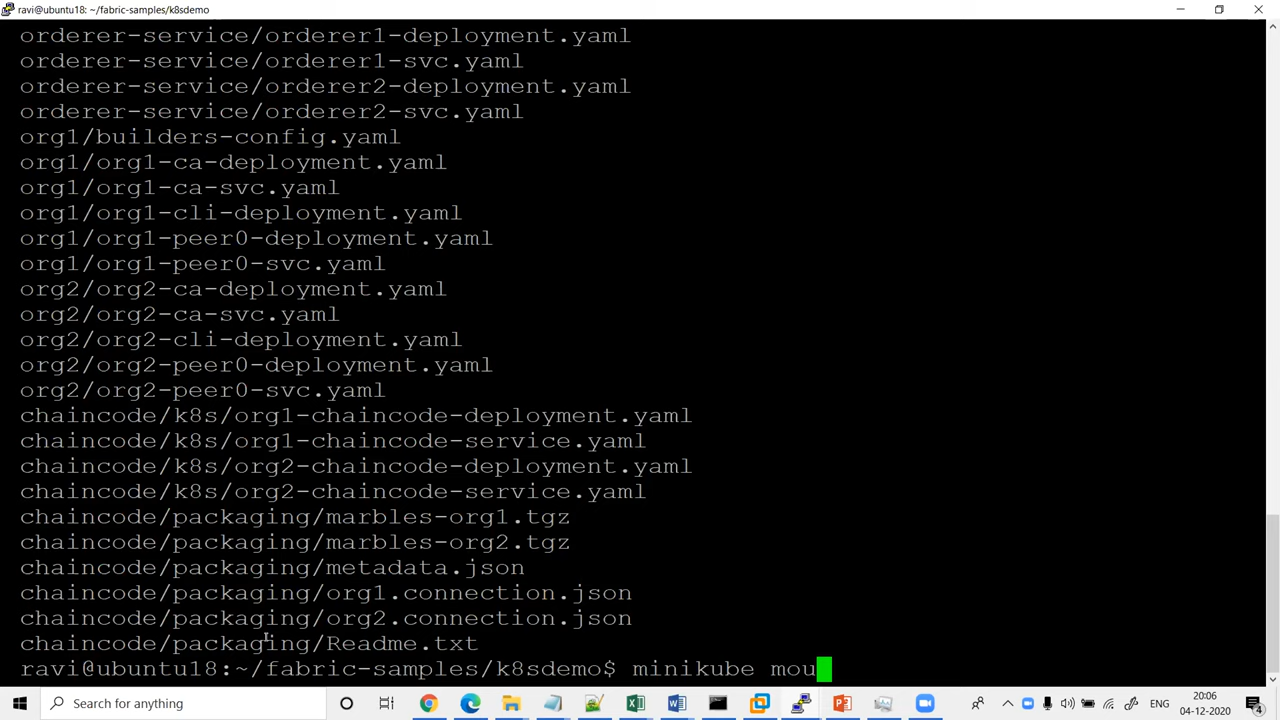 ravi@ubuntu18: ~/fabric-samples/k8sdemo
orderer-service/orderer1-deployment.yaml
orderer-service/orderer1-svc.yaml
orderer-service/orderer2-deployment.yaml
orderer-service/orderer2-svc.yaml
org1/builders-config.yaml
org1/org1-ca-deployment.yaml
org1/org1-ca-svc.yaml
org1/org1-cli-deployment.yaml
org1/org1-peer0-deployment.yaml
org1/org1-peer0-svc.yaml
org2/org2-ca-deployment.yaml
org2/org2-ca-svc.yaml
org2/org2-cli-deployment.yaml
org2/org2-peer0-deployment.yaml
org2/org2-peer0-svc.yaml
chaincode/k8s/org1-chaincode-deployment.yaml
chaincode/k8s/org1-chaincode-service.yaml
chaincode/k8s/org2-chaincode-deployment.yaml
chaincode/k8s/org2-chaincode-service.yaml
chaincode/packaging/marbles-org1.tgz
chaincode/packaging/marbles-org2.tgz
chaincode/packaging/metadata.json
chaincode/packaging/org1.connection.json
chaincode/packaging/org2.connection.json
chaincode/packaging/Readme.txt
ravi@ubuntu18:~/fabric-samples/k8sdemo$ minikube mou
Type here to search
ENG
20:06
04-12-2020
4